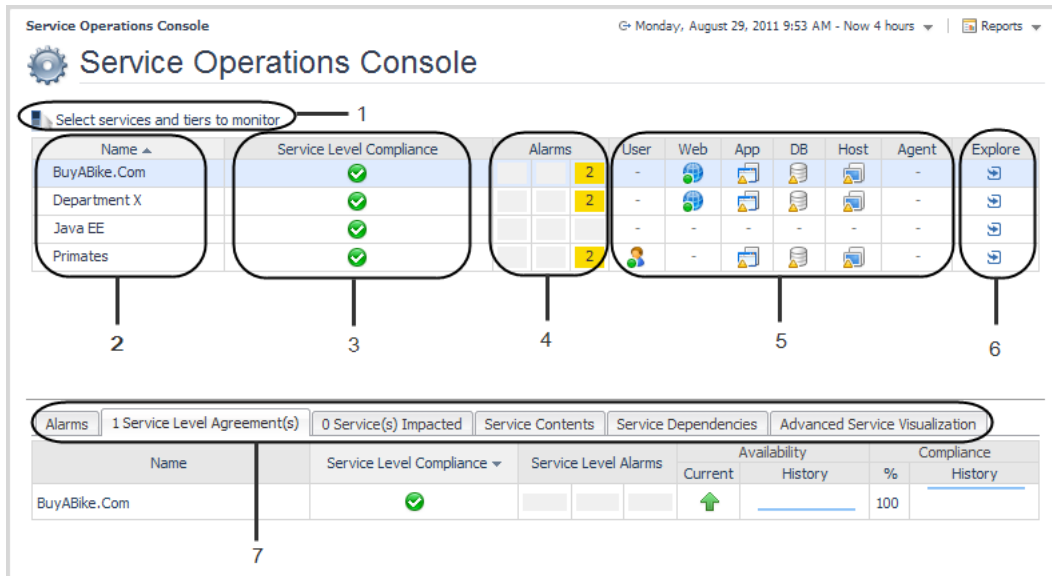 Service Operations Console
Monday, August 29, 2011 9:53 AM - Now 4 hours
Reports
Service Operations Console
Select services and tiers to monitor
1
Name Service Level Compliance Alarms User Web App DB Host Agent Explore
BuyABike.Com 2 - -
Department X 2 - -
Java EE - - - - - -
Primates 2 - -
2
3
4
5
6
Alarms 1 Service Level Agreement(s) 0 Service(s) Impacted Service Contents Service Dependencies Advanced Service Visualization
Name Service Level Compliance Service Level Alarms Availability Compliance
Current History % History
BuyABike.Com 100
7